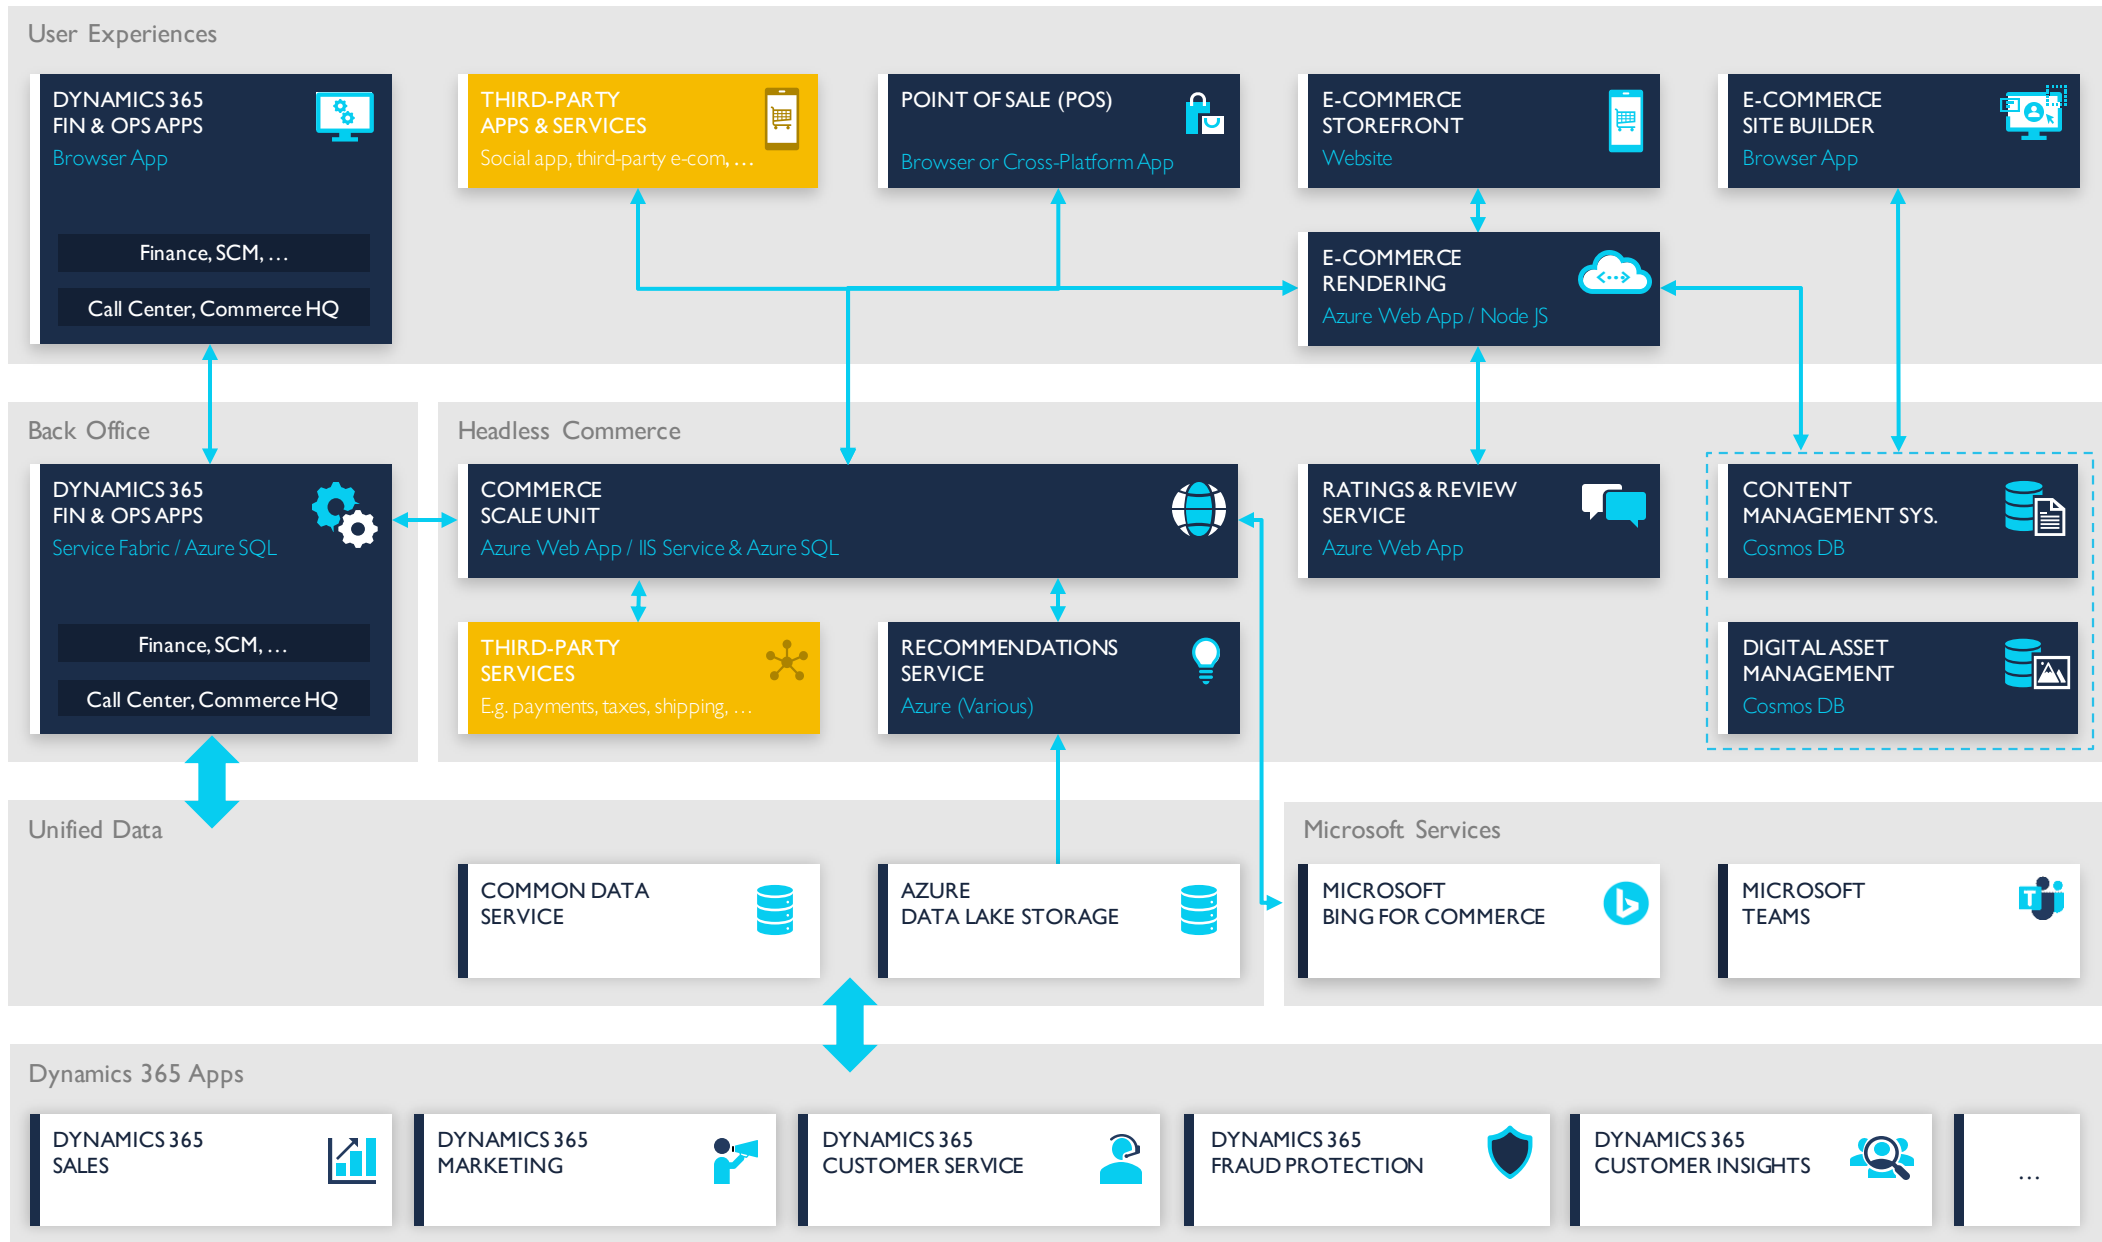 User Experiences
DYNAMICS 365
FIN & OPS APPS
Browser App
Finance, SCM, …
Call Center, Commerce HQ
THIRD-PARTY
APPS & SERVICES
Social app, third-party e-com, …
POINT OF SALE (POS)
Browser or Cross-Platform App
E-COMMERCE
STOREFRONT
Website
E-COMMERCE
SITE BUILDER
Browser App
E-COMMERCE
RENDERING
Azure Web App / Node JS
Back Office
DYNAMICS 365
FIN & OPS APPS
Service Fabric / Azure SQL
Finance, SCM, …
Call Center, Commerce HQ
Headless Commerce
COMMERCE
SCALE UNIT
Azure Web App / IIS Service & Azure SQL
RATINGS & REVIEW
SERVICE
Azure Web App
CONTENT
MANAGEMENT SYS.
Cosmos DB
THIRD-PARTY
SERVICES
E.g. payments, taxes, shipping, …
RECOMMENDATIONS
SERVICE
Azure (Various)
DIGITAL ASSET
MANAGEMENT
Cosmos DB
Unified Data
COMMON DATA
SERVICE
AZURE
DATA LAKE STORAGE
Microsoft Services
MICROSOFT
BING FOR COMMERCE
MICROSOFT
TEAMS
T
Dynamics 365 Apps
DYNAMICS 365
SALES
DYNAMICS 365
MARKETING
DYNAMICS 365
CUSTOMER SERVICE
DYNAMICS 365
FRAUD PROTECTION
DYNAMICS 365
CUSTOMER INSIGHTS
…